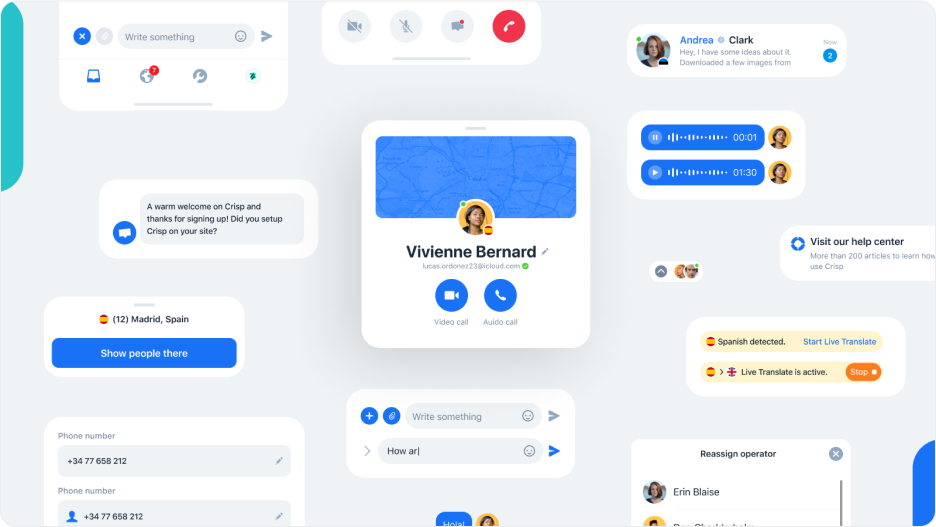 Write something
7
Andrea Clark
Now
Hey, I have some ideas about it.
Downloaded a few images from
2
00:01
01:30
A warm welcome on Crisp and
thanks for signing up! Did you setup
Crisp on your site?
Vivienne Bernard
lucas.ordonez23@icloud.com
Video call
Auido call
Visit our help center
More than 200 articles to learn how
use Crisp
(12) Madrid, Spain
Show people there
Spanish detected. Start Live Translate
> Live Translate is active. Stop
Write something
How ar
Phone number
+34 77 658 212
Phone number
+34 77 658 212
Reassign operator
Erin Blaise
Hola!